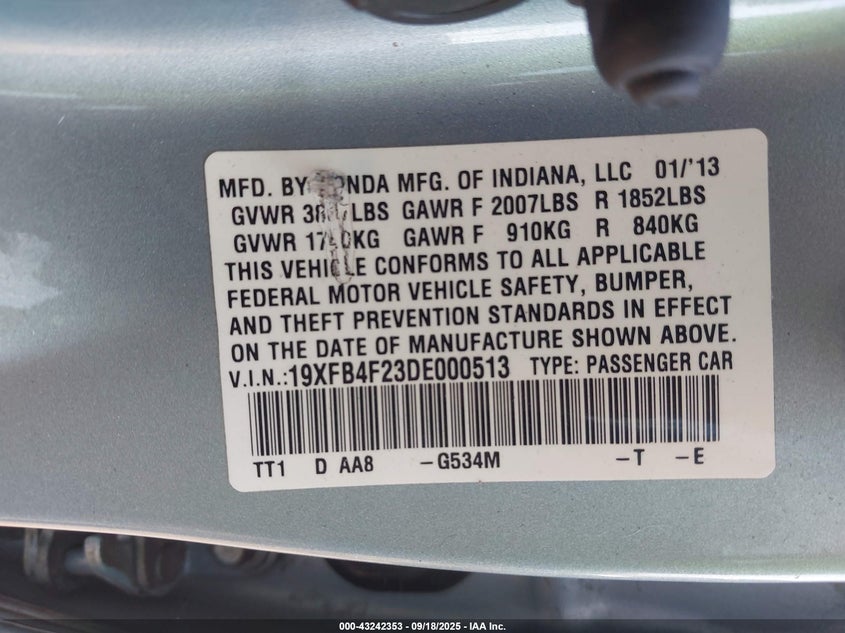 MFD. BY HONDA MFG. OF INDIANA, LLC 01/'13
GVWR LBS GAWR F 2007LBS R 1852LBS
GVWR KG GAWR F 910KG R 840KG
THIS VEHICLE CONFORMS TO ALL APPLICABLE
FEDERAL MOTOR VEHICLE SAFETY, BUMPER,
AND THEFT PREVENTION STANDARDS IN EFFECT
ON THE DATE OF MANUFACTURE SHOWN ABOVE.
V.I.N.:19XFB4F23DE000513 TYPE: PASSENGER CAR
TT1 D AA8 -G534M -T -E
000-43242353 - 09/18/2025 - IAA Inc.